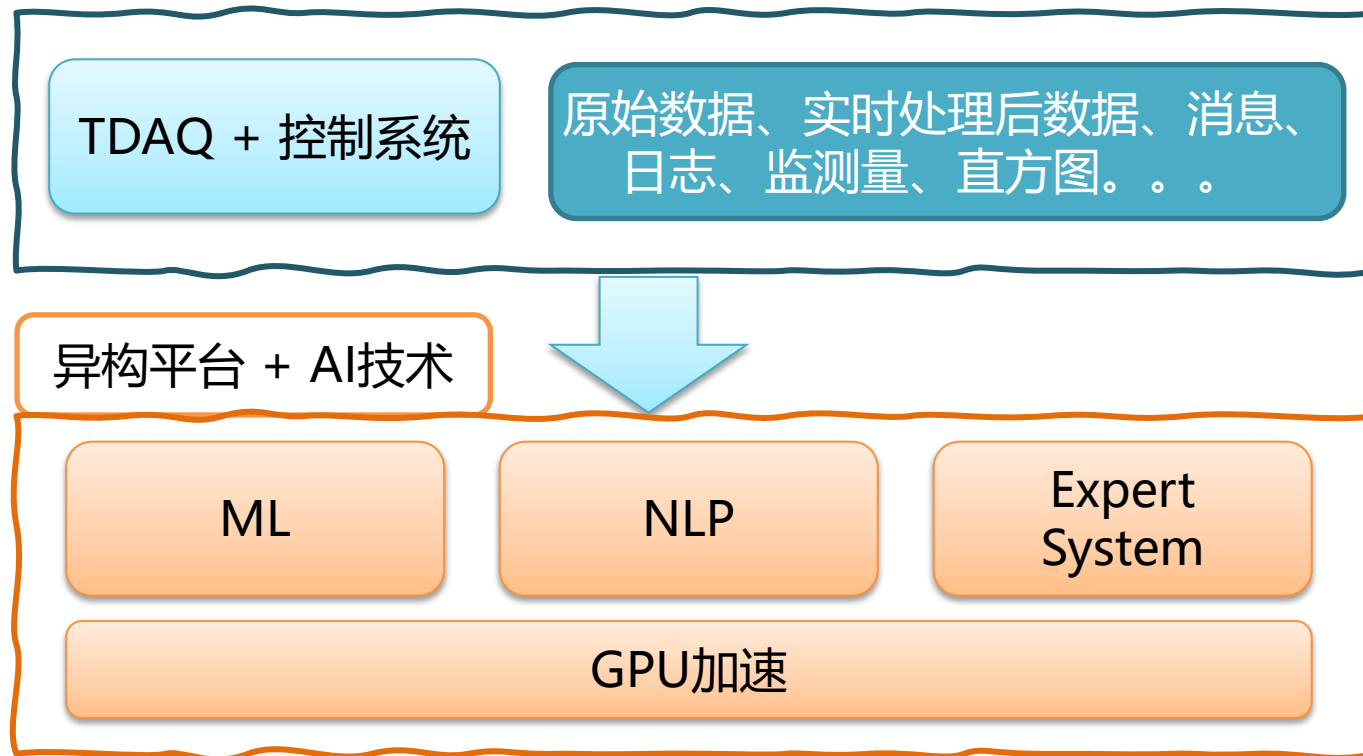 TDAQ + 控制系统
原始数据、实时处理后数据、消息、
日志、监测量、直方图。。。
异构平台 + AI技术
ML
NLP
Expert
System
GPU加速